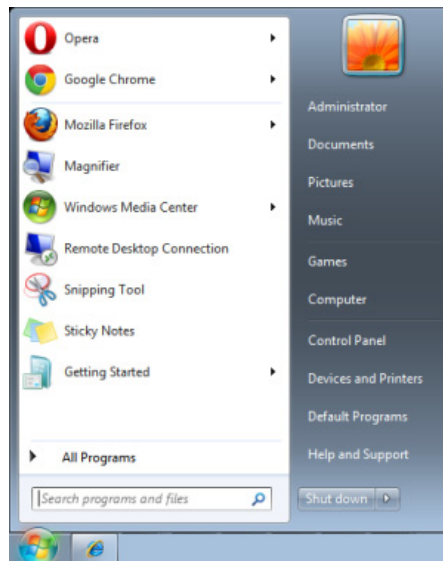 Opera
Google Chrome
Mozilla Firefox
Magnifier
Windows Media Center
Remote Desktop Connection
Snipping Tool
Sticky Notes
Getting Started
All Programs
Search programs and files
Administrator
Documents
Pictures
Music
Games
Computer
Control Panel
Devices and Printers
Default Programs
Help and Support
Shut down